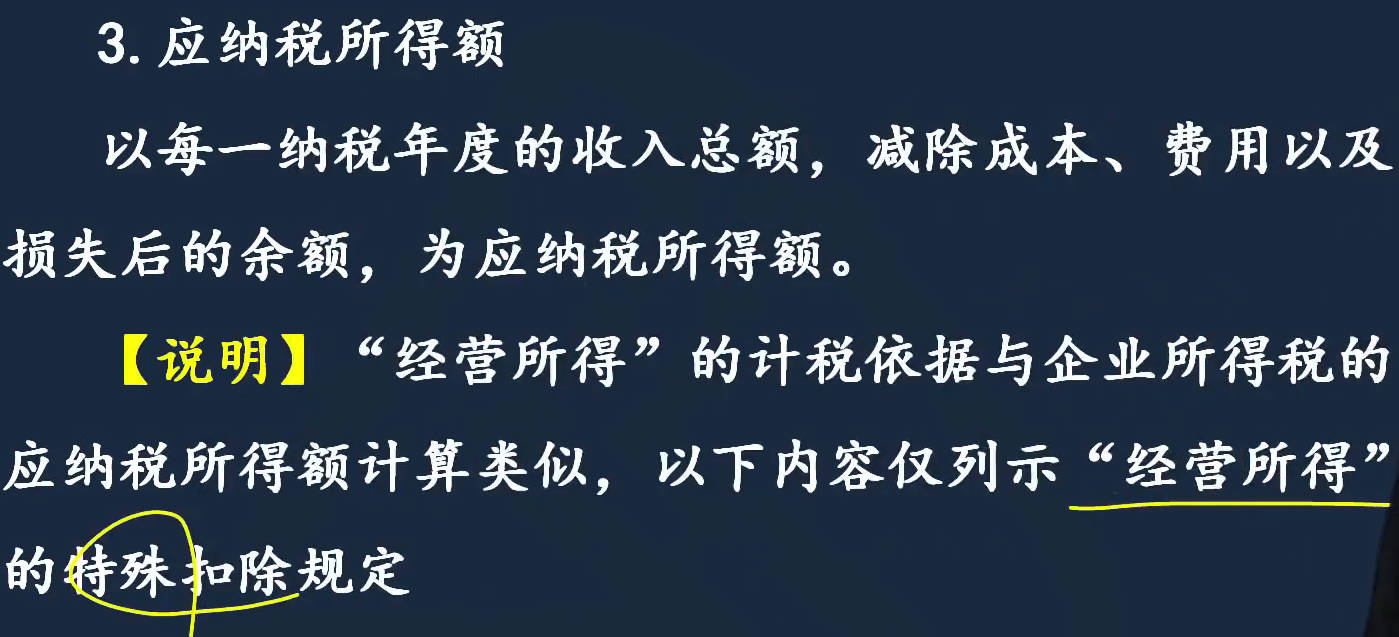 3. 应纳税所得额
以每一纳税年度的收入总额，减除成本、费用以及
损失后的余额，为应纳税所得额。
【说明】“经营所得”的计税依据与企业所得税的
应纳税所得额计算类似，以下内容仅列示“经营所得”
的特殊扣除规定